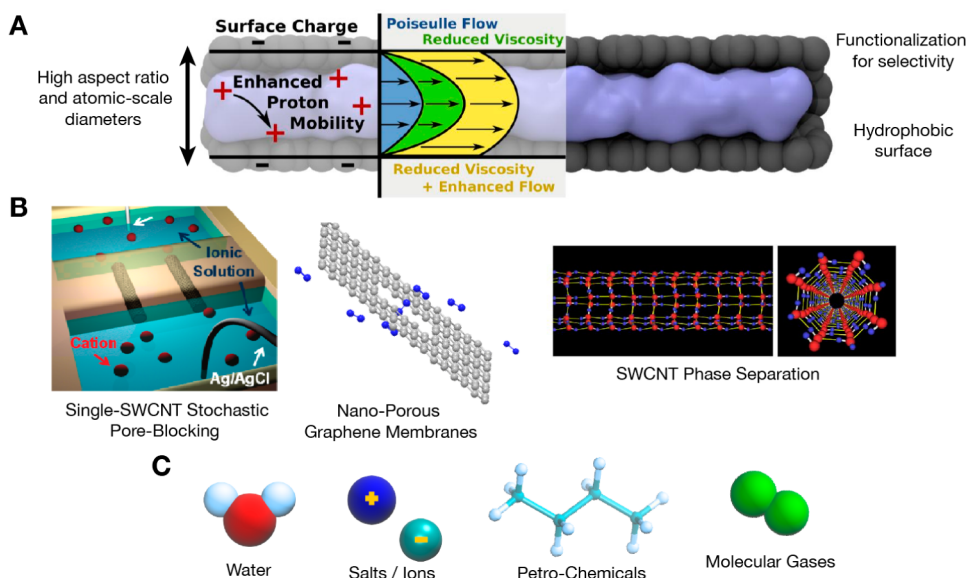 A
Surface Charge
Poiseulle Flow
Reduced Viscosity
High aspect ratio
and atomic-scale
diameters
Enhanced
Proton
Mobility
Reduced Viscosity
+ Enhanced Flow
Functionalization
for selectivity
Hydrophobic
surface
B
Ionic
Solution
Cation
Ag/AgCl
Single-SWCNT Stochastic
Pore-Blocking
Nano-Porous
Graphene Membranes
SWCNT Phase Separation
C
Water
Salts / Ions
Petro-Chemicals
Molecular Gases